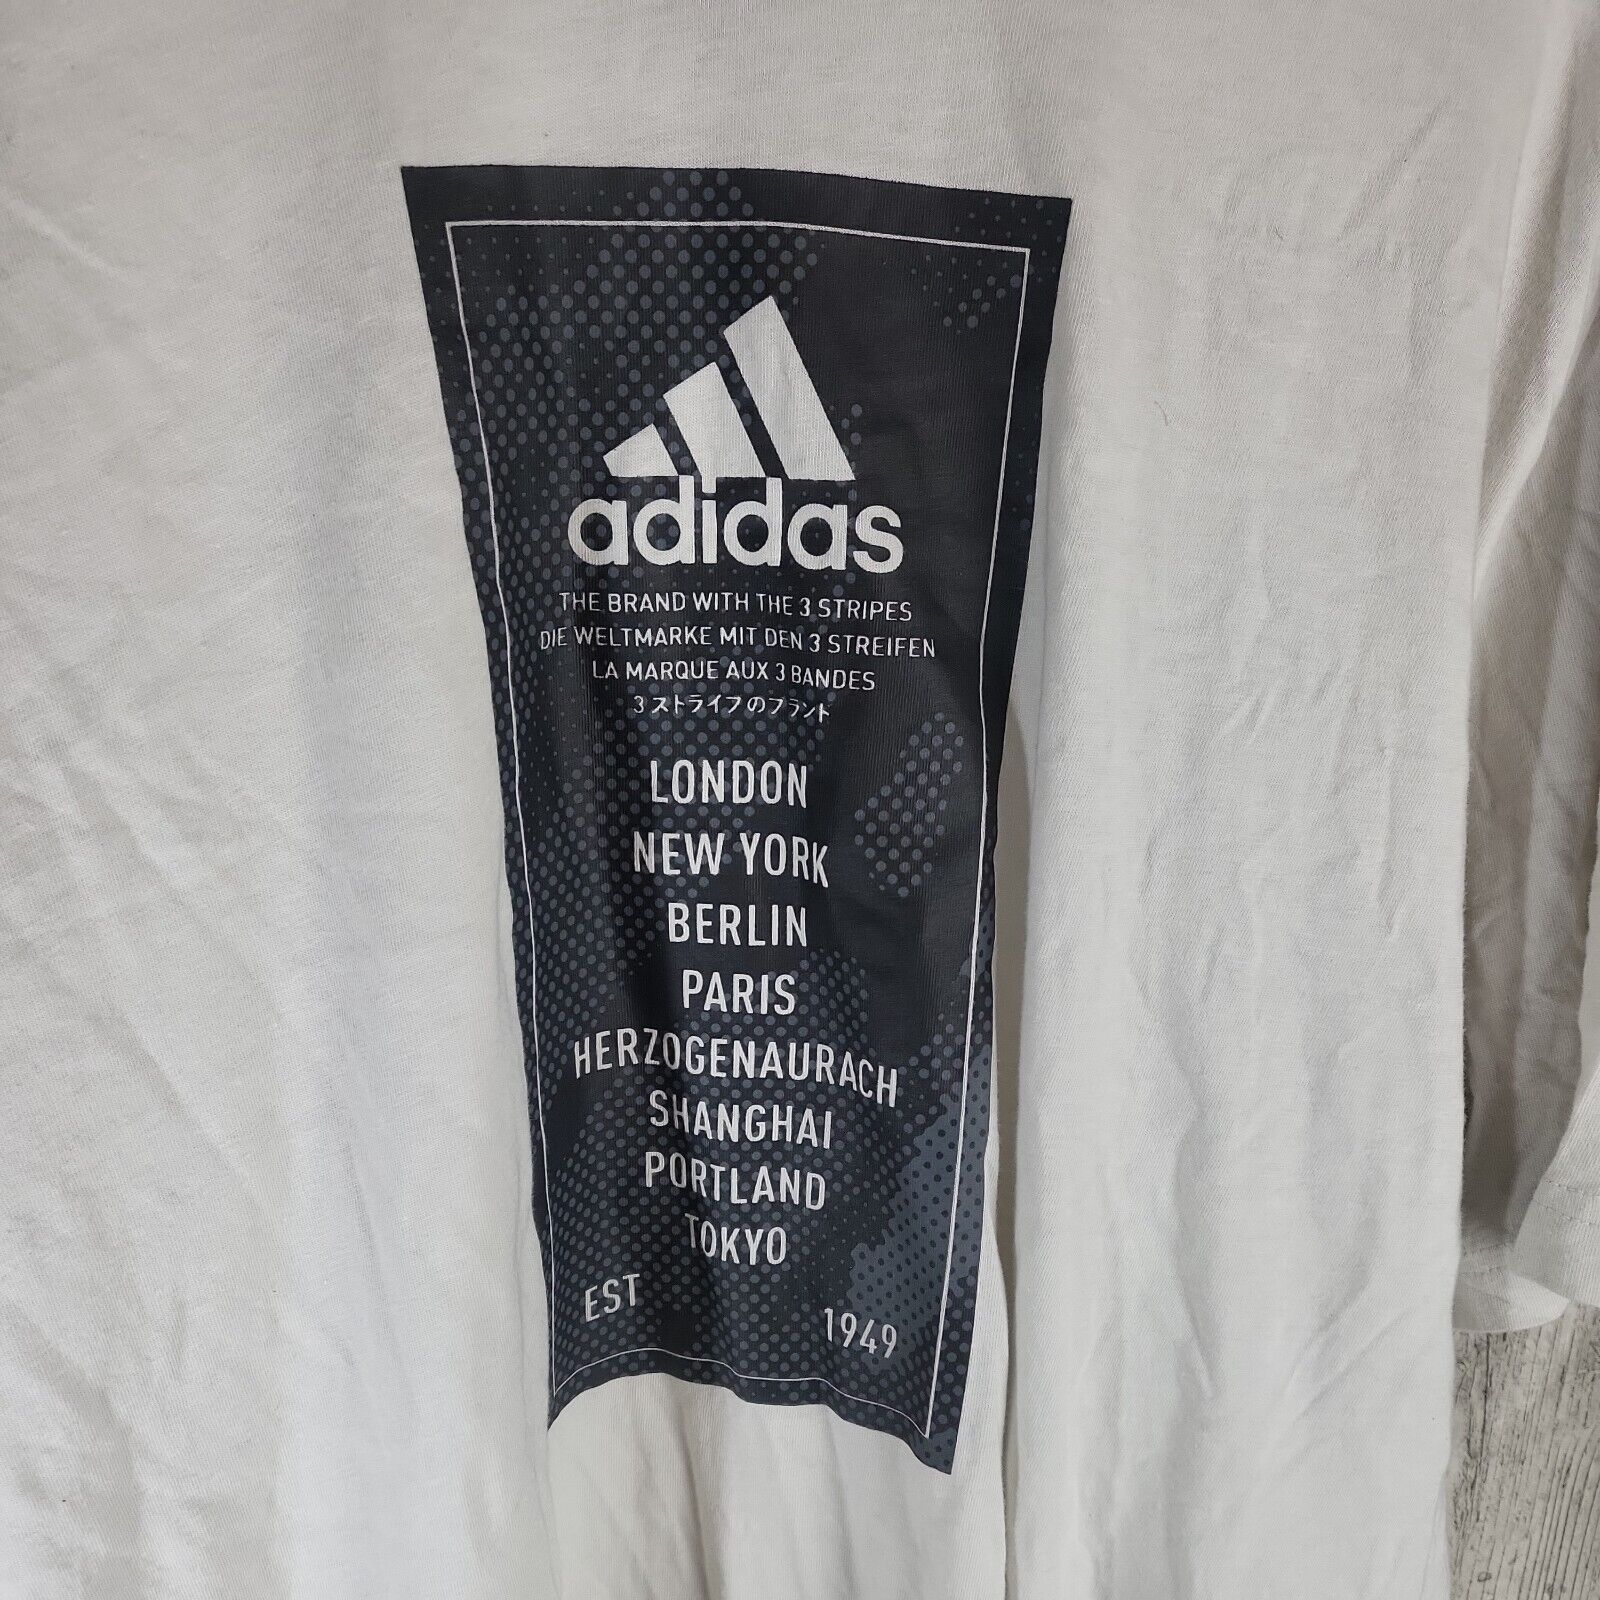 adidas
THE BRAND WITH THE 3 STRIPES
DIE WELTMARKE MIT DEN 3 STREIFEN
LA MARQUE AUX 3 BANDES
3 ストライプのブランド
LONDON
NEW YORK
BERLIN
PARIS
HERZOGENAURACH
SHANGHAI
PORTLAND
TOKYO
EST 1949